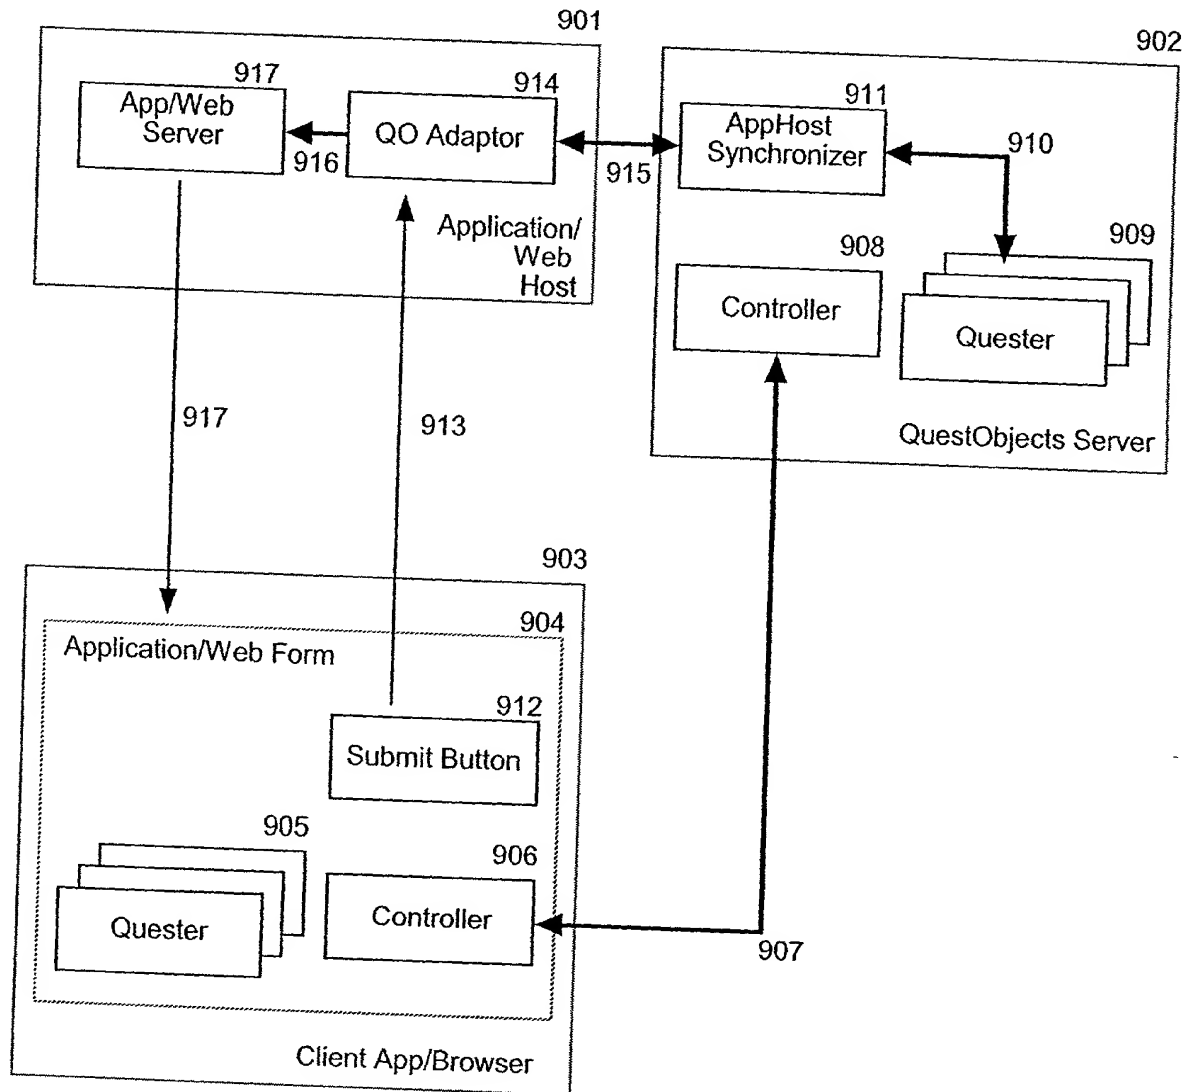 901
902
917
App/Web
Server
914
QO Adaptor
911
AppHost
Synchronizer
910
916
915
Application/
Web
Host
908
Controller
909
Quester
QuestObjects Server
917
913
903
904
Application/Web Form
912
Submit Button
905
Quester
906
Controller
907
Client App/Browser